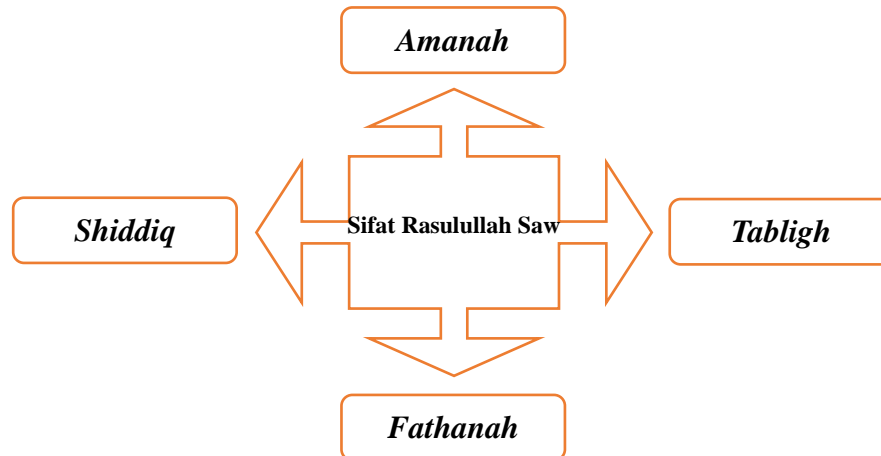 Amanah
Shiddiq
Sifat Rasulullah Saw
Tabligh
Fathanah